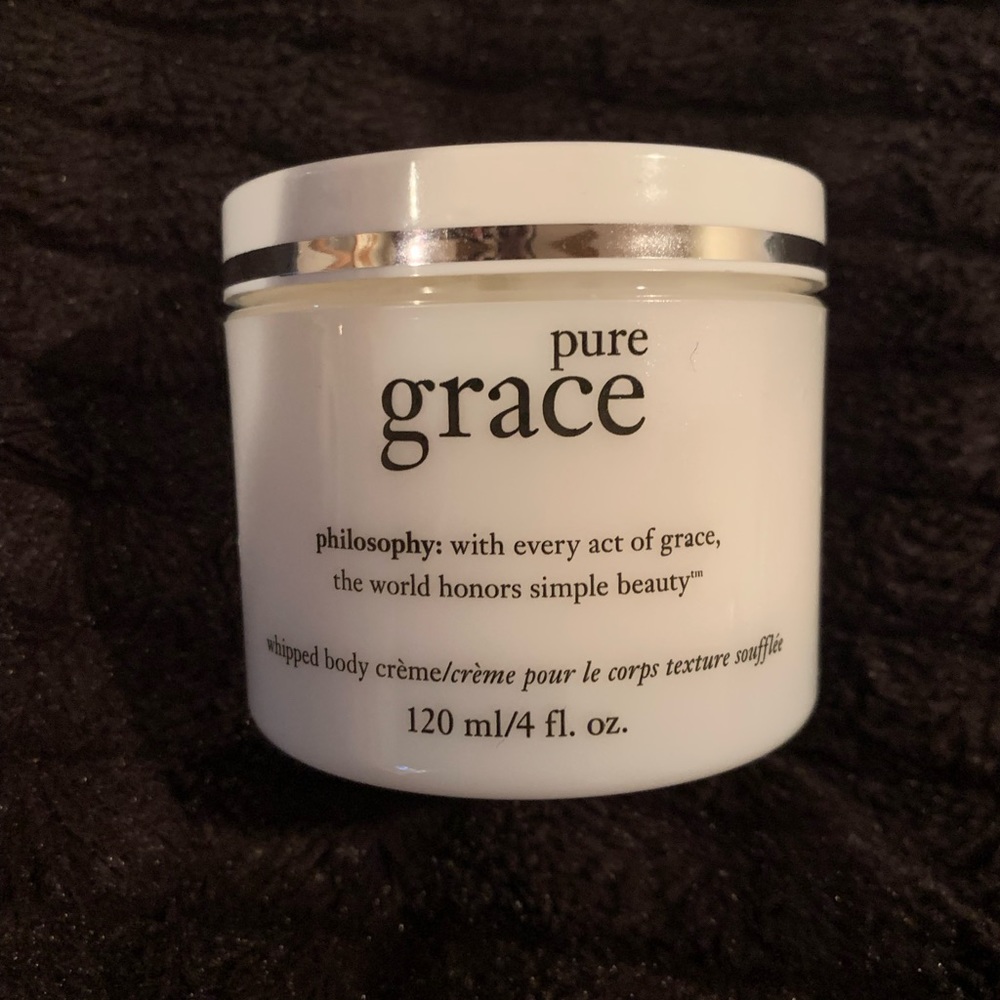 pure
grace
philosophy: with every act of grace,
the world honors simple beauty™
whipped body crème/crème pour le corps texture soufflée
120 ml/4 fl. oz.